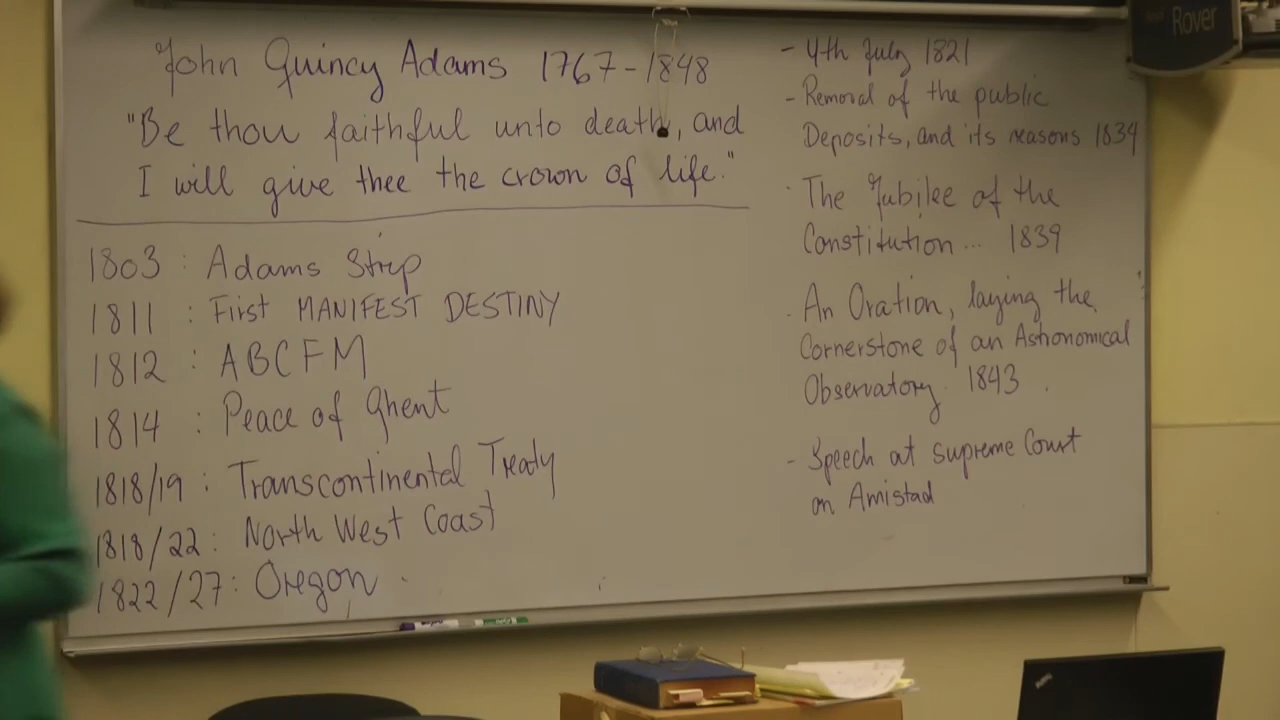 John Quincy Adams 1767-1848
"Be thou faithful unto death, and
I will give thee the crown of life."
1803 : Adams Strip
1811 : First MANIFEST DESTINY
1812 : ABCFM
1814 : Peace of Ghent
1818/19 : Transcontinental Treaty
1818/22 : North West Coast
1822/27 : Oregon
- 4th July 1821
- Removal of the public
Deposits, and its reasons 1834
· The Jubilee of the
Constitution ... 1839
. An Oration, laying the
Cornerstone of an Astronomical
Observatory. 1843 .
- Speech at supreme Court
on Amistad
Rover